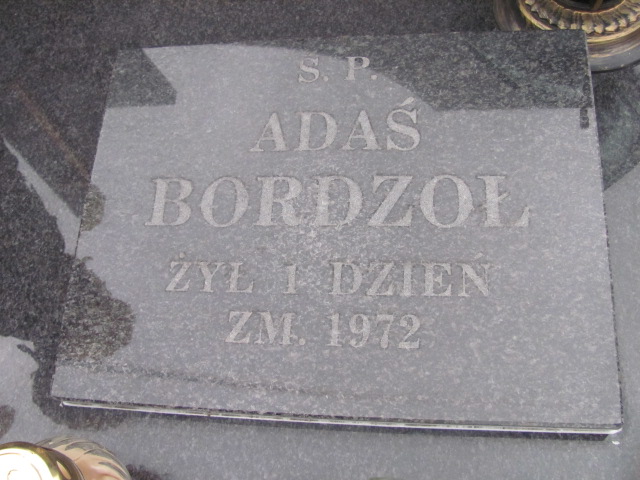 S. P.
ADAŚ
BORDZOŁ
ŻYŁ 1 DZIEŃ
ZM. 1972